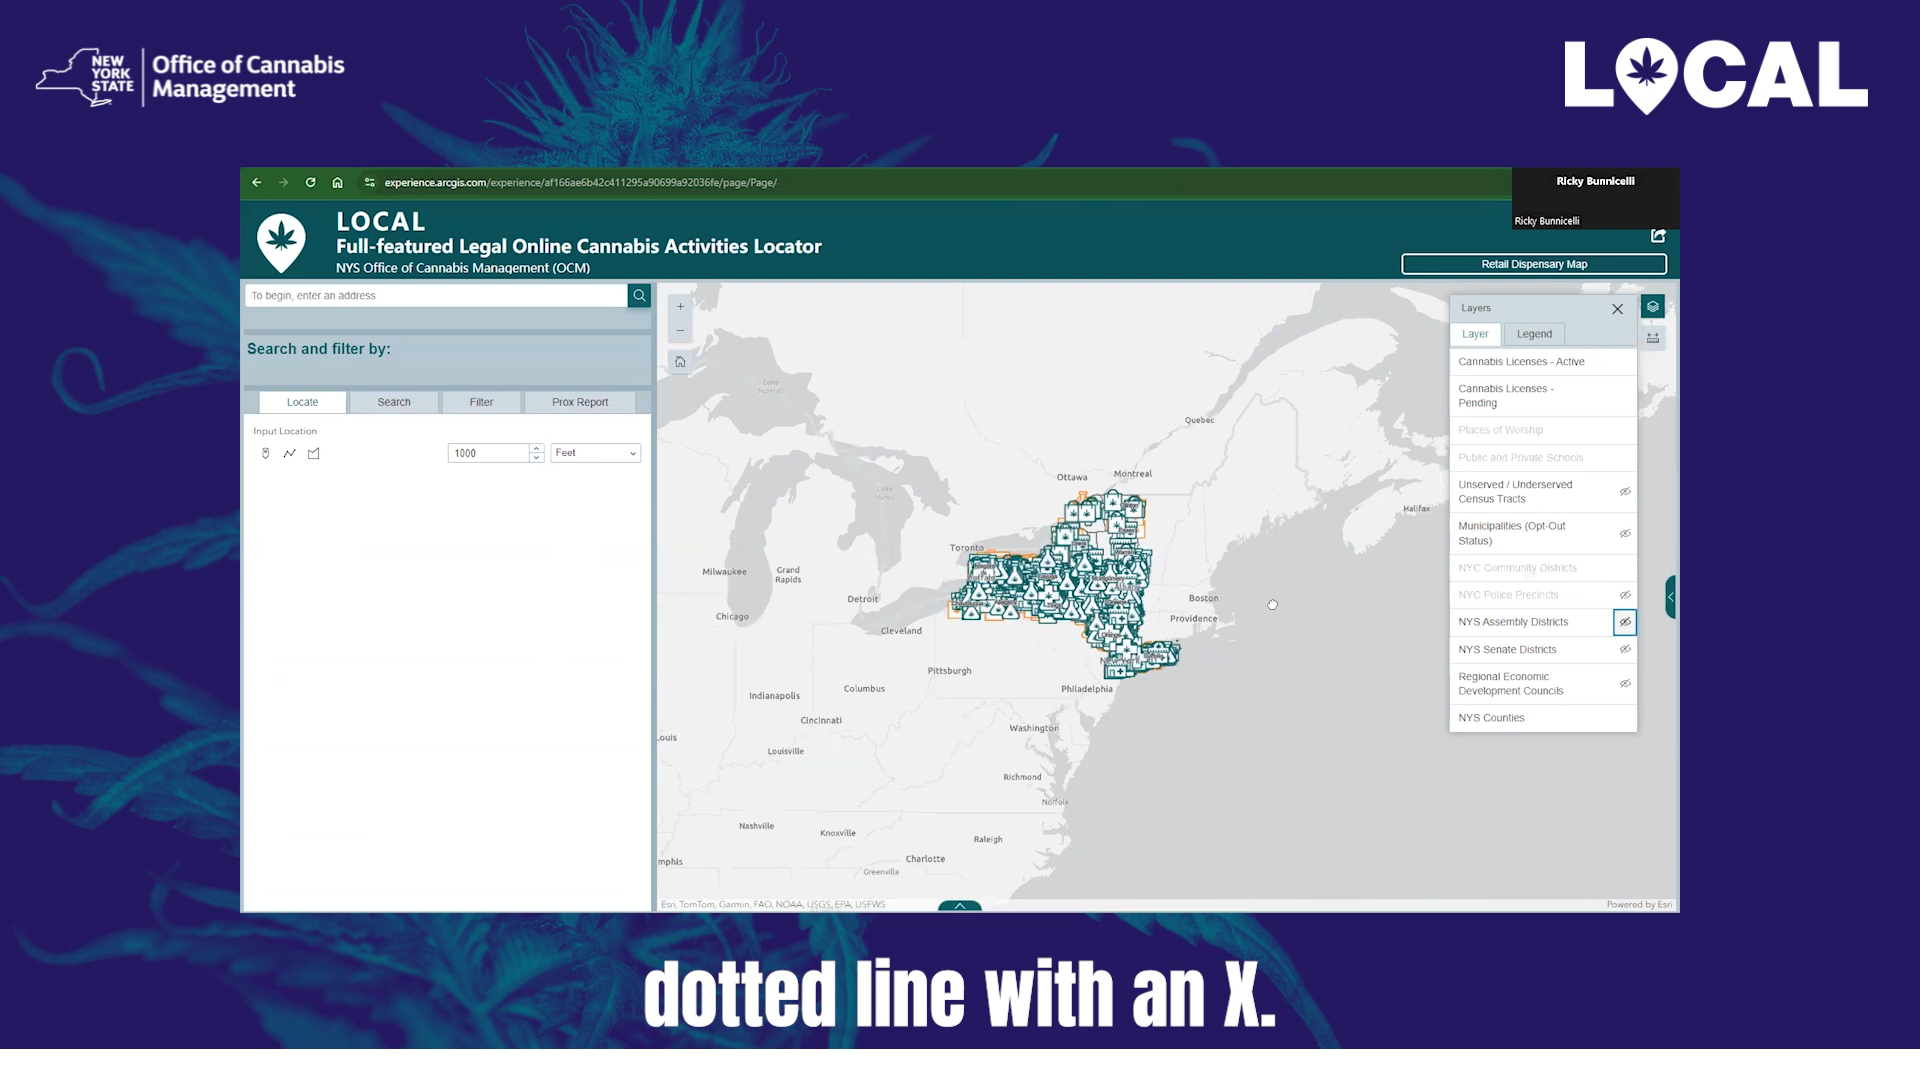 NEW
YORK
STATE
Office of Cannabis
Management
LOCAL
experience.arcgis.com/experience/af166ae6b42c411295a90699a92036fe/page/Page/
Ricky Bunnicelli
Ricky Bunnicelli
LOCAL
Full-featured Legal Online Cannabis Activities Locator
NYS Office of Cannabis Management (OCM)
Retail Dispensary Map
To begin, enter an address
Search and filter by:
Locate
Search
Filter
Prox Report
Input Location
1000
Feet
Layers
Layer
Legend
Cannabis Licenses - Active
Cannabis Licenses -
Pending
Places of Worship
Public and Private Schools
Unserved / Underserved
Census Tracts
Municipalities (Opt-Out
Status)
NYC Community Districts
NYC Police Precincts
NYS Assembly Districts
NYS Senate Districts
Regional Economic
Development Councils
NYS Counties
Lake
Superior
Quebec
Ottawa
Montreal
Halifax
Lake
Huron
Toronto
Milwaukee
Grand
Rapids
Detroit
Boston
Chicago
Providence
Cleveland
Pittsburgh
Columbus
Philadelphia
Indianapolis
Cincinnati
Washington
Louis
Louisville
Richmond
Norfolk
Nashville
Knoxville
Raleigh
mphis
Charlotte
Greenville
Esri, TomTom, Garmin, FAO, NOAA, USGS, EPA, USFWS
Powered by Esri
dotted line with an X.